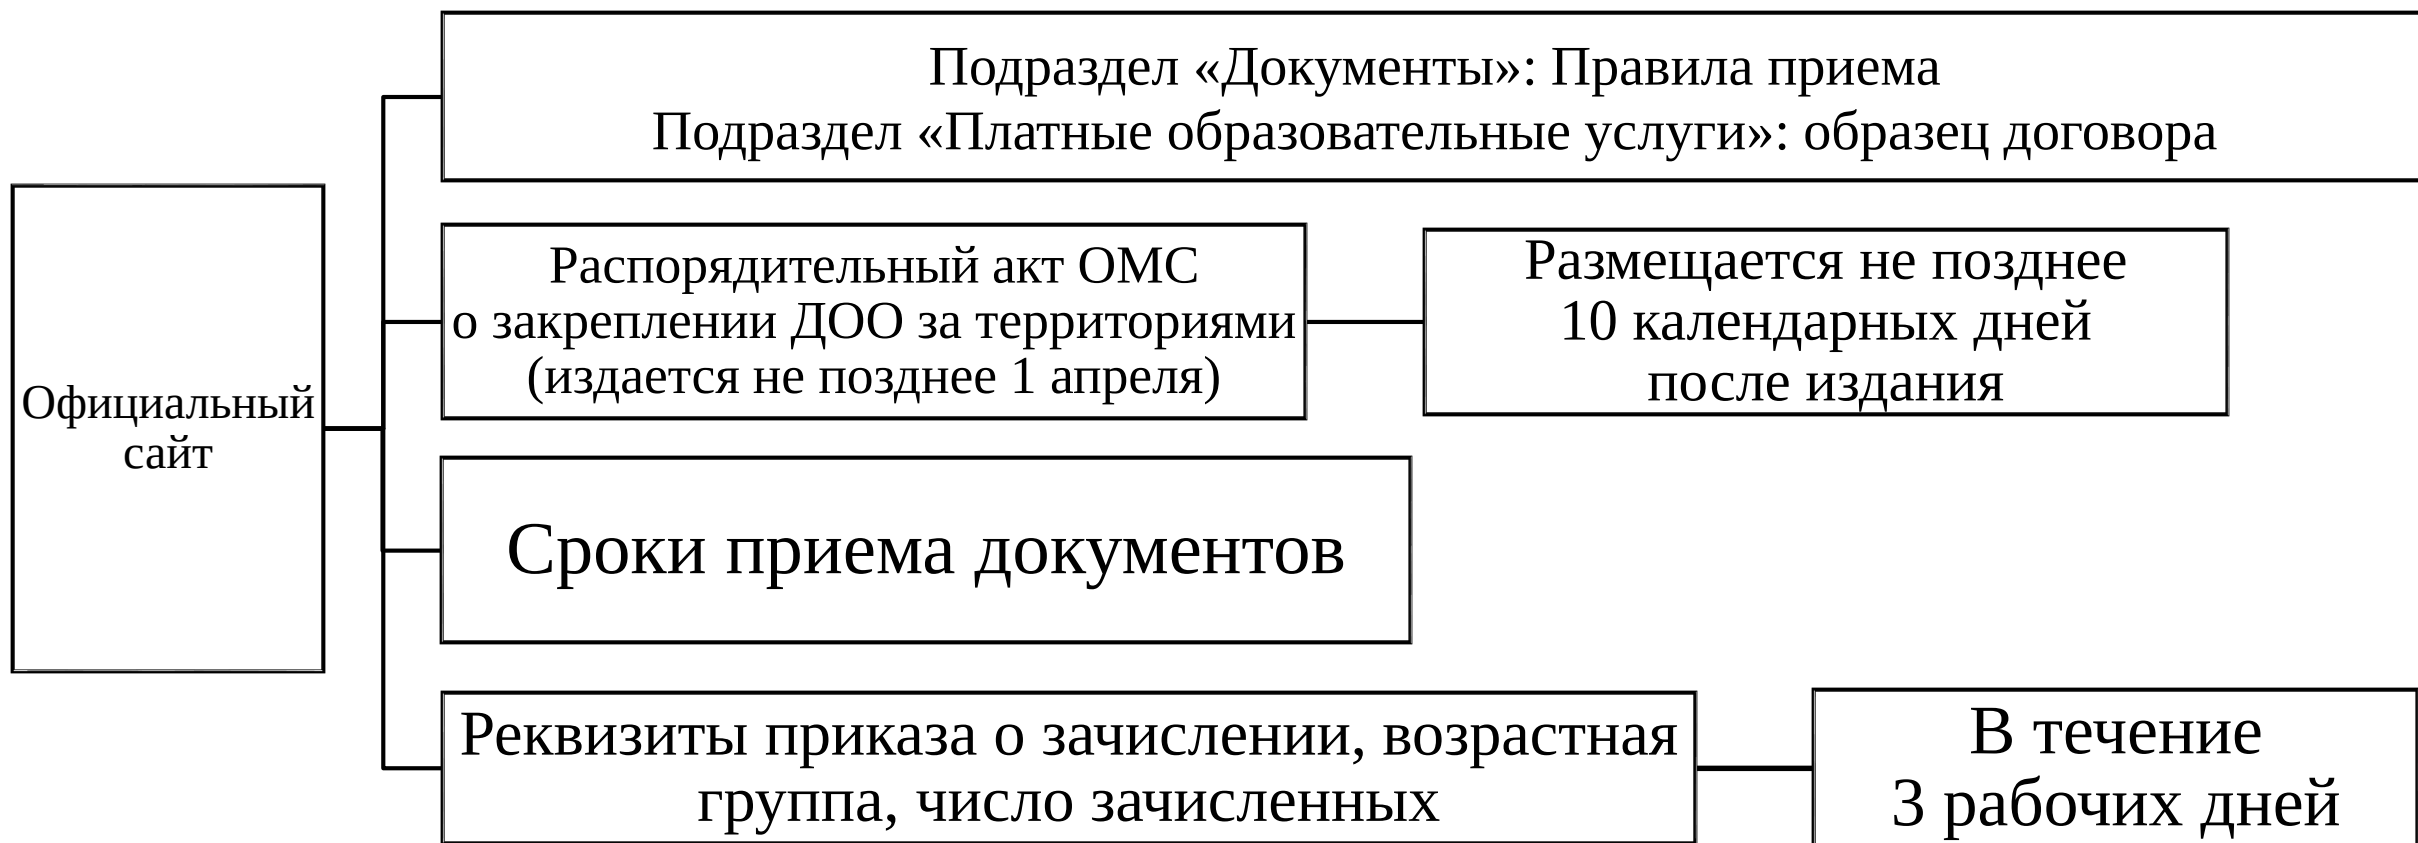 Подраздел «Документы»: Правила приема
Подраздел «Платные образовательные услуги»: образец договора
Официальный
сайт
Распорядительный акт ОМС
о закреплении ДОО за территориями
(издается не позднее 1 апреля)
Размещается не позднее
10 календарных дней
после издания
Сроки приема документов
Реквизиты приказа о зачислении, возрастная
группа, число зачисленных
В течение
3 рабочих дней